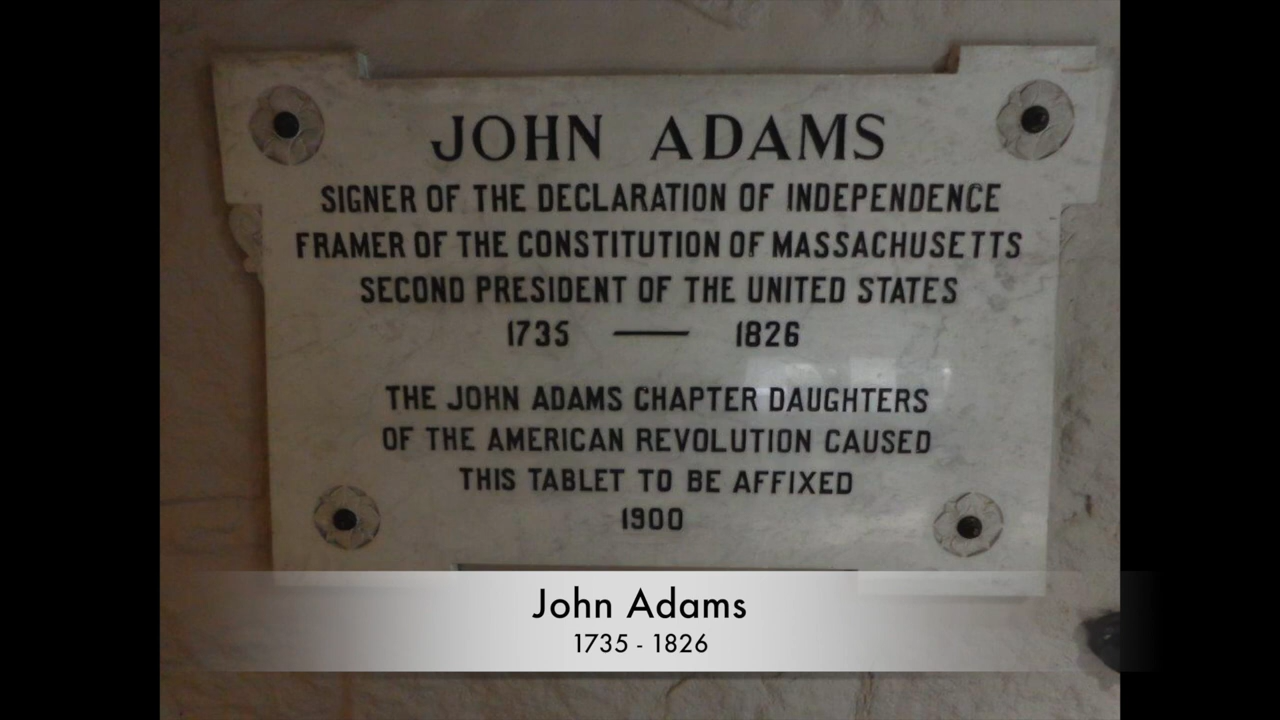 JOHN ADAMS
SIGNER OF THE DECLARATION OF INDEPENDENCE
FRAMER OF THE CONSTITUTION OF MASSACHUSETTS
SECOND PRESIDENT OF THE UNITED STATES
1735 — 1826
THE JOHN ADAMS CHAPTER DAUGHTERS
OF THE AMERICAN REVOLUTION CAUSED
THIS TABLET TO BE AFFIXED
1900
John Adams
1735 - 1826